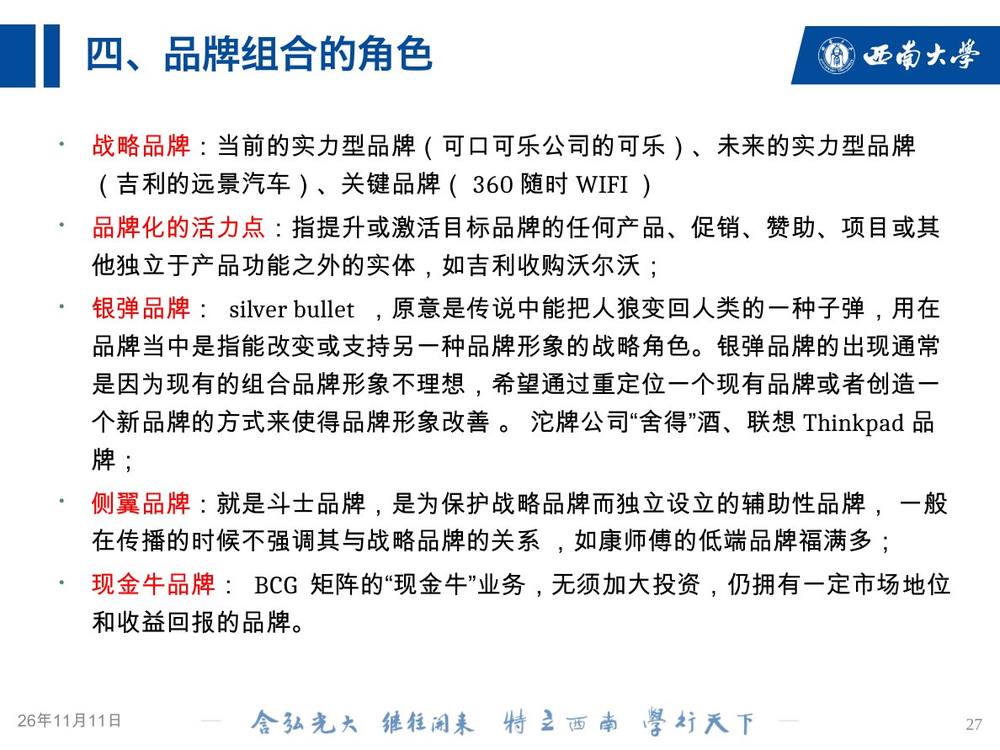 四、品牌组合的角色
西南大学
• 战略品牌：当前的实力型品牌（可口可乐公司的可乐）、未来的实力型品牌
（吉利的远景汽车）、关键品牌（ 360 随时 WIFI ）
• 品牌化的活力点：指提升或激活目标品牌的任何产品、促销、赞助、项目或其
他独立于产品功能之外的实体，如吉利收购沃尔沃；
• 银弹品牌： silver bullet ，原意是传说中能把人狼变回人类的一种子弹，用在
品牌当中是指能改变或支持另一种品牌形象的战略角色。银弹品牌的出现通常
是因为现有的组合品牌形象不理想，希望通过重定位一个现有品牌或者创造一
个新品牌的方式来使得品牌形象改善 。 沱牌公司“舍得”酒、联想 Thinkpad 品
牌；
• 侧翼品牌：就是斗士品牌，是为保护战略品牌而独立设立的辅助性品牌， 一般
在传播的时候不强调其与战略品牌的关系 ，如康师傅的低端品牌福满多；
• 现金牛品牌： BCG 矩阵的“现金牛”业务，无须加大投资，仍拥有一定市场地位
和收益回报的品牌。
26年11月11日
含弘光大 继往开来 特立西南 學行天下
27